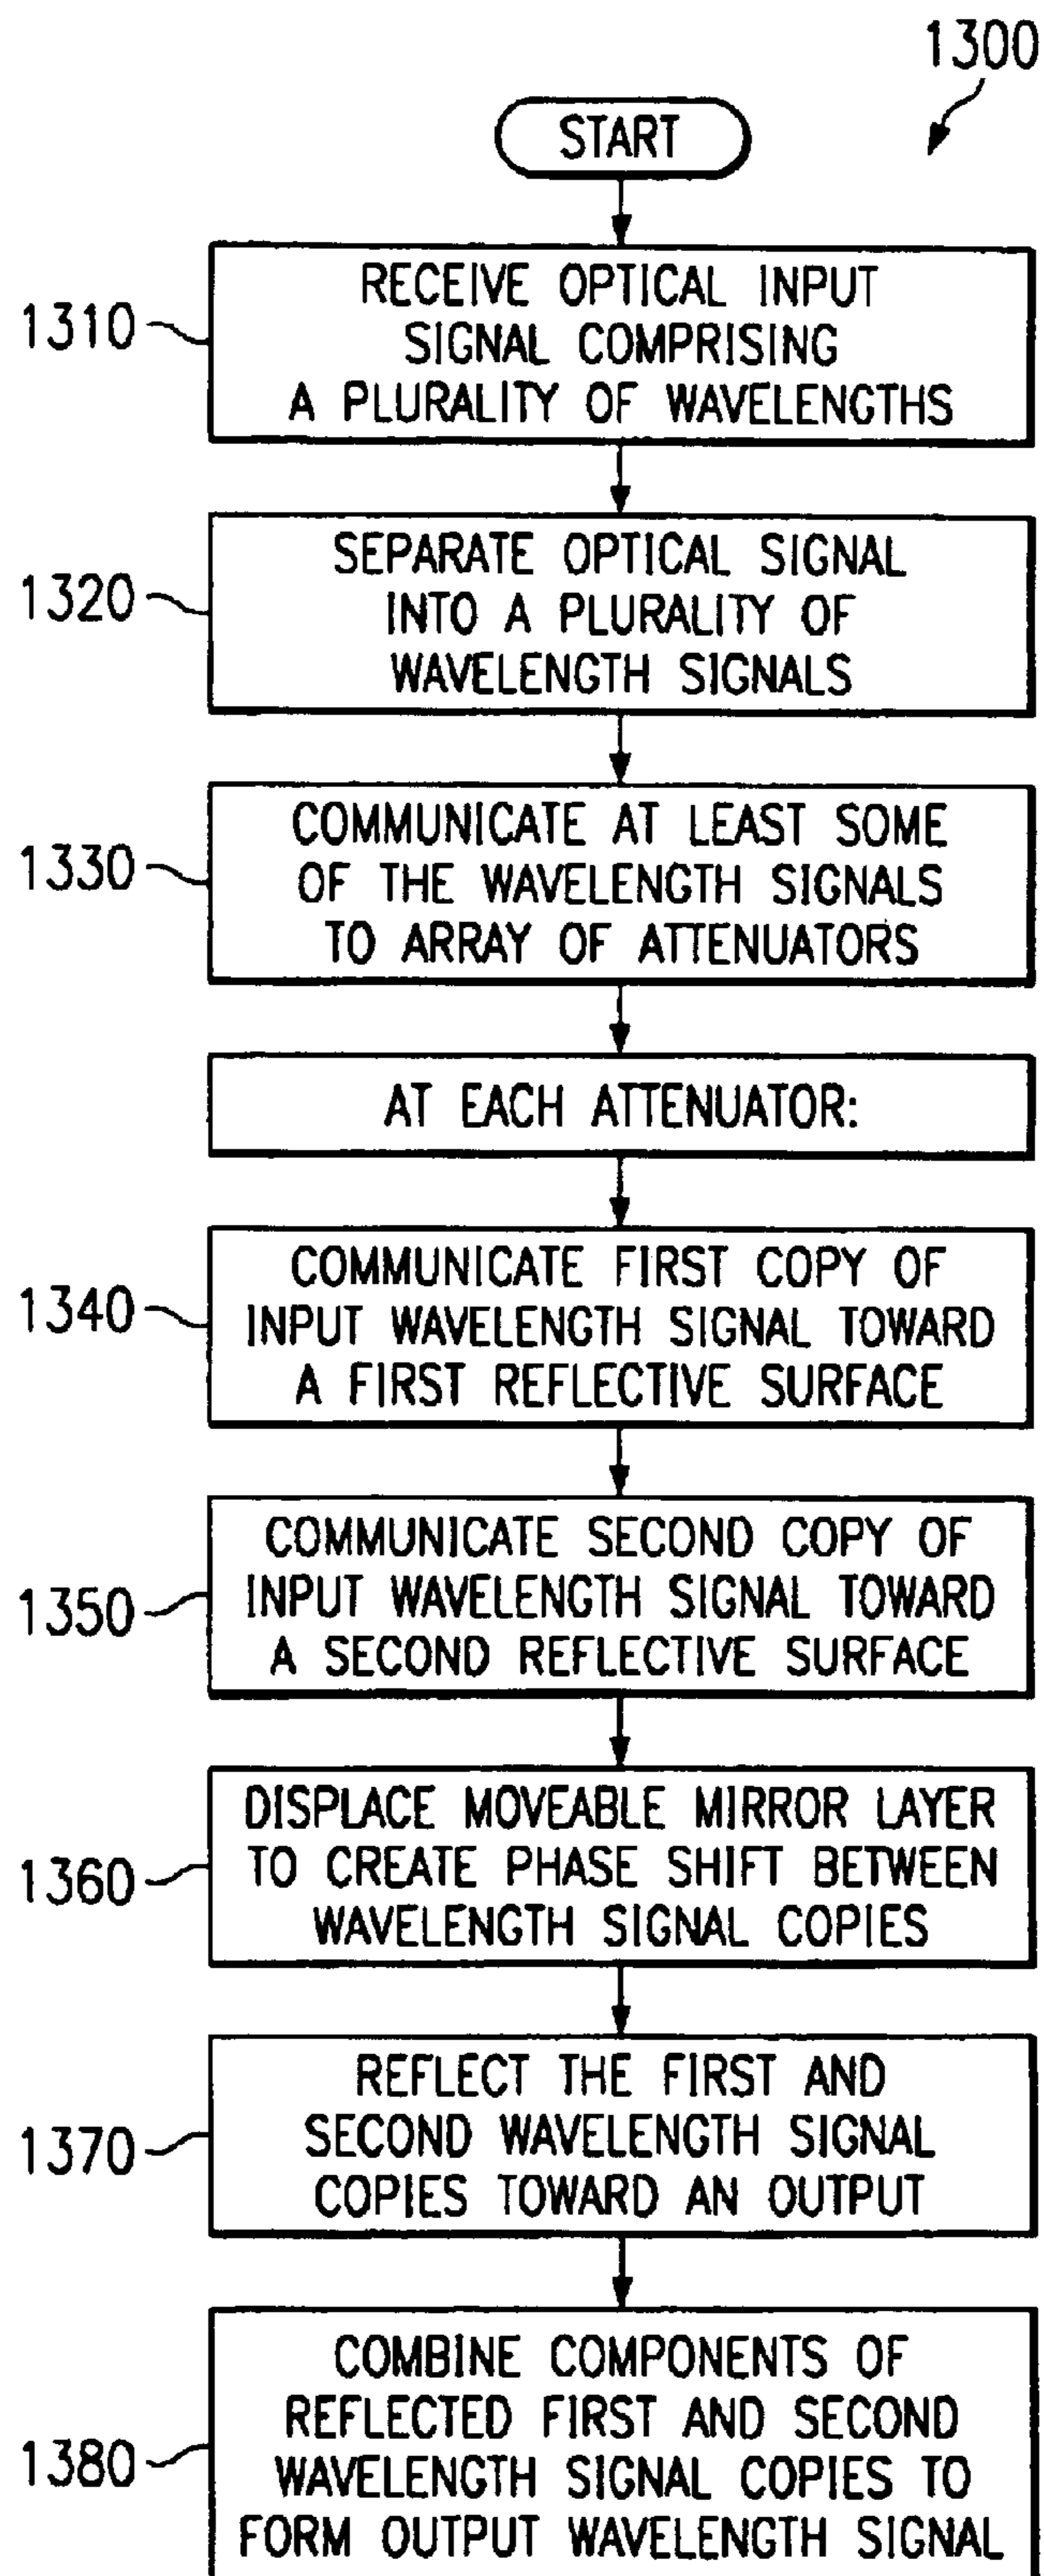 1300
START
1310
RECEIVE OPTICAL INPUT
SIGNAL COMPRISING
A PLURALITY OF WAVELENGTHS
1320
SEPARATE OPTICAL SIGNAL
INTO A PLURALITY OF
WAVELENGTH SIGNALS
1330
COMMUNICATE AT LEAST SOME
OF THE WAVELENGTH SIGNALS
TO ARRAY OF ATTENUATORS
AT EACH ATTENUATOR:
1340
COMMUNICATE FIRST COPY OF
INPUT WAVELENGTH SIGNAL TOWARD
A FIRST REFLECTIVE SURFACE
1350
COMMUNICATE SECOND COPY OF
INPUT WAVELENGTH SIGNAL TOWARD
A SECOND REFLECTIVE SURFACE
1360
DISPLACE MOVEABLE MIRROR LAYER
TO CREATE PHASE SHIFT BETWEEN
WAVELENGTH SIGNAL COPIES
1370
REFLECT THE FIRST AND
SECOND WAVELENGTH SIGNAL
COPIES TOWARD AN OUTPUT
1380
COMBINE COMPONENTS OF
REFLECTED FIRST AND SECOND
WAVELENGTH SIGNAL COPIES TO
FORM OUTPUT WAVELENGTH SIGNAL